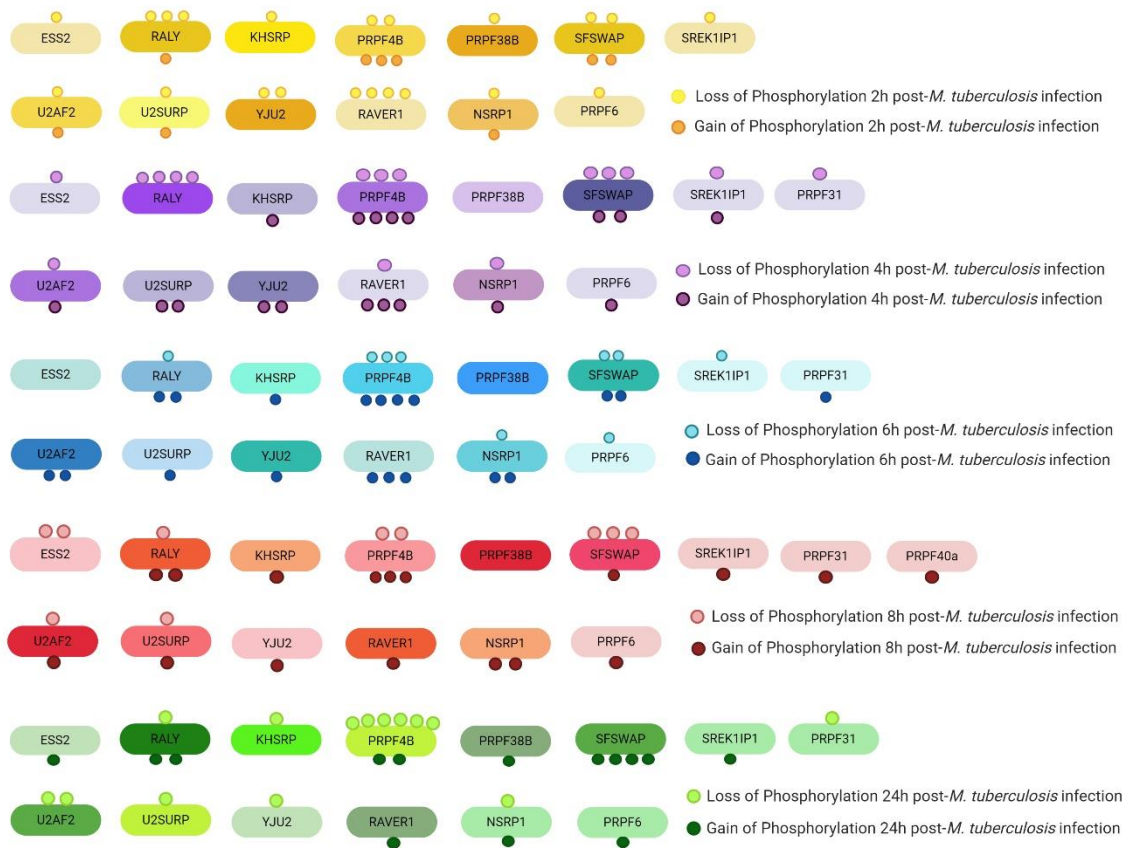 ESS2 RALY KHSRP PRPF4B PRPF38B SFSWAP SREK1IP1
U2AF2 U2SURP YJU2 RAVER1 NSRP1 PRPF6
Loss of Phosphorylation 2h post-M. tuberculosis infection
Gain of Phosphorylation 2h post-M. tuberculosis infection
ESS2 RALY KHSRP PRPF4B PRPF38B SFSWAP SREK1IP1 PRPF31
U2AF2 U2SURP YJU2 RAVER1 NSRP1 PRPF6
Loss of Phosphorylation 4h post-M. tuberculosis infection
Gain of Phosphorylation 4h post-M. tuberculosis infection
ESS2 RALY KHSRP PRPF4B PRPF38B SFSWAP SREK1IP1 PRPF31
U2AF2 U2SURP YJU2 RAVER1 NSRP1 PRPF6
Loss of Phosphorylation 6h post-M. tuberculosis infection
Gain of Phosphorylation 6h post-M. tuberculosis infection
ESS2 RALY KHSRP PRPF4B PRPF38B SFSWAP SREK1IP1 PRPF31 PRPF40a
U2AF2 U2SURP YJU2 RAVER1 NSRP1 PRPF6
Loss of Phosphorylation 8h post-M. tuberculosis infection
Gain of Phosphorylation 8h post-M. tuberculosis infection
ESS2 RALY KHSRP PRPF4B PRPF38B SFSWAP SREK1IP1 PRPF31
U2AF2 U2SURP YJU2 RAVER1 NSRP1 PRPF6
Loss of Phosphorylation 24h post-M. tuberculosis infection
Gain of Phosphorylation 24h post-M. tuberculosis infection